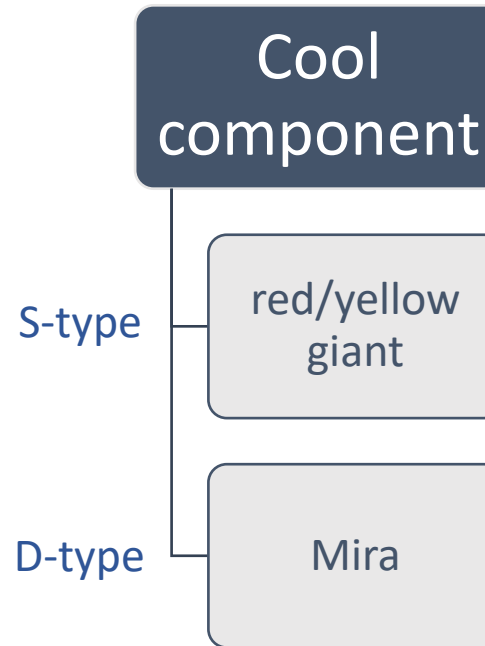 Cool
component
S-type
red/yellow
giant
D-type
Mira